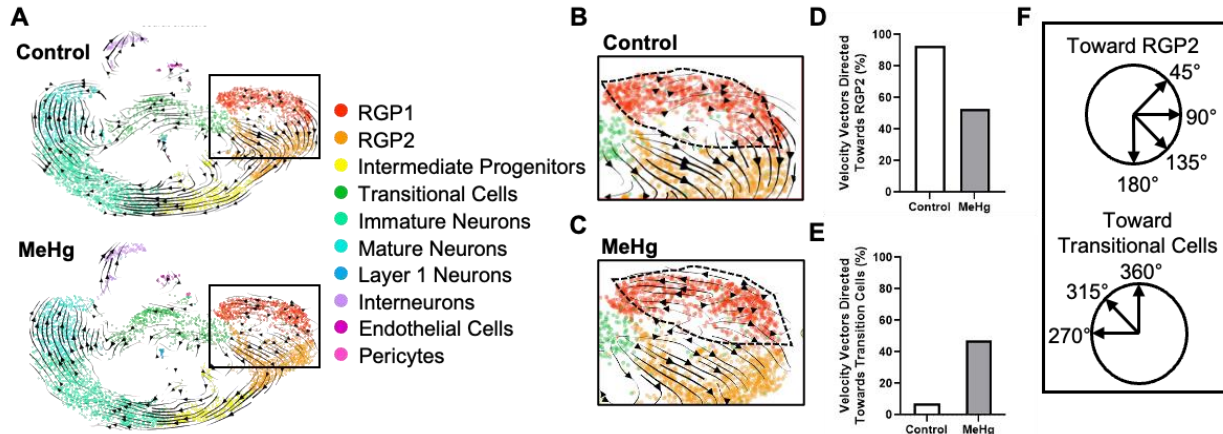 A
Control
MeHg
RGP1
RGP2
Intermediate Progenitors
Transitional Cells
Immature Neurons
Mature Neurons
Layer 1 Neurons
Interneurons
Endothelial Cells
Pericytes
B
Control
C
MeHg
D
Velocity Vectors Directed
Towards RGP2 (%)
100
80
60
40
20
0
Control MeHg
E
Velocity Vectors Directed
Towards Transition Cells (%)
100
80
60
40
20
0
Control MeHg
F
Toward RGP2
45°
90°
135°
180°
Toward
Transitional Cells
360°
315°
270°